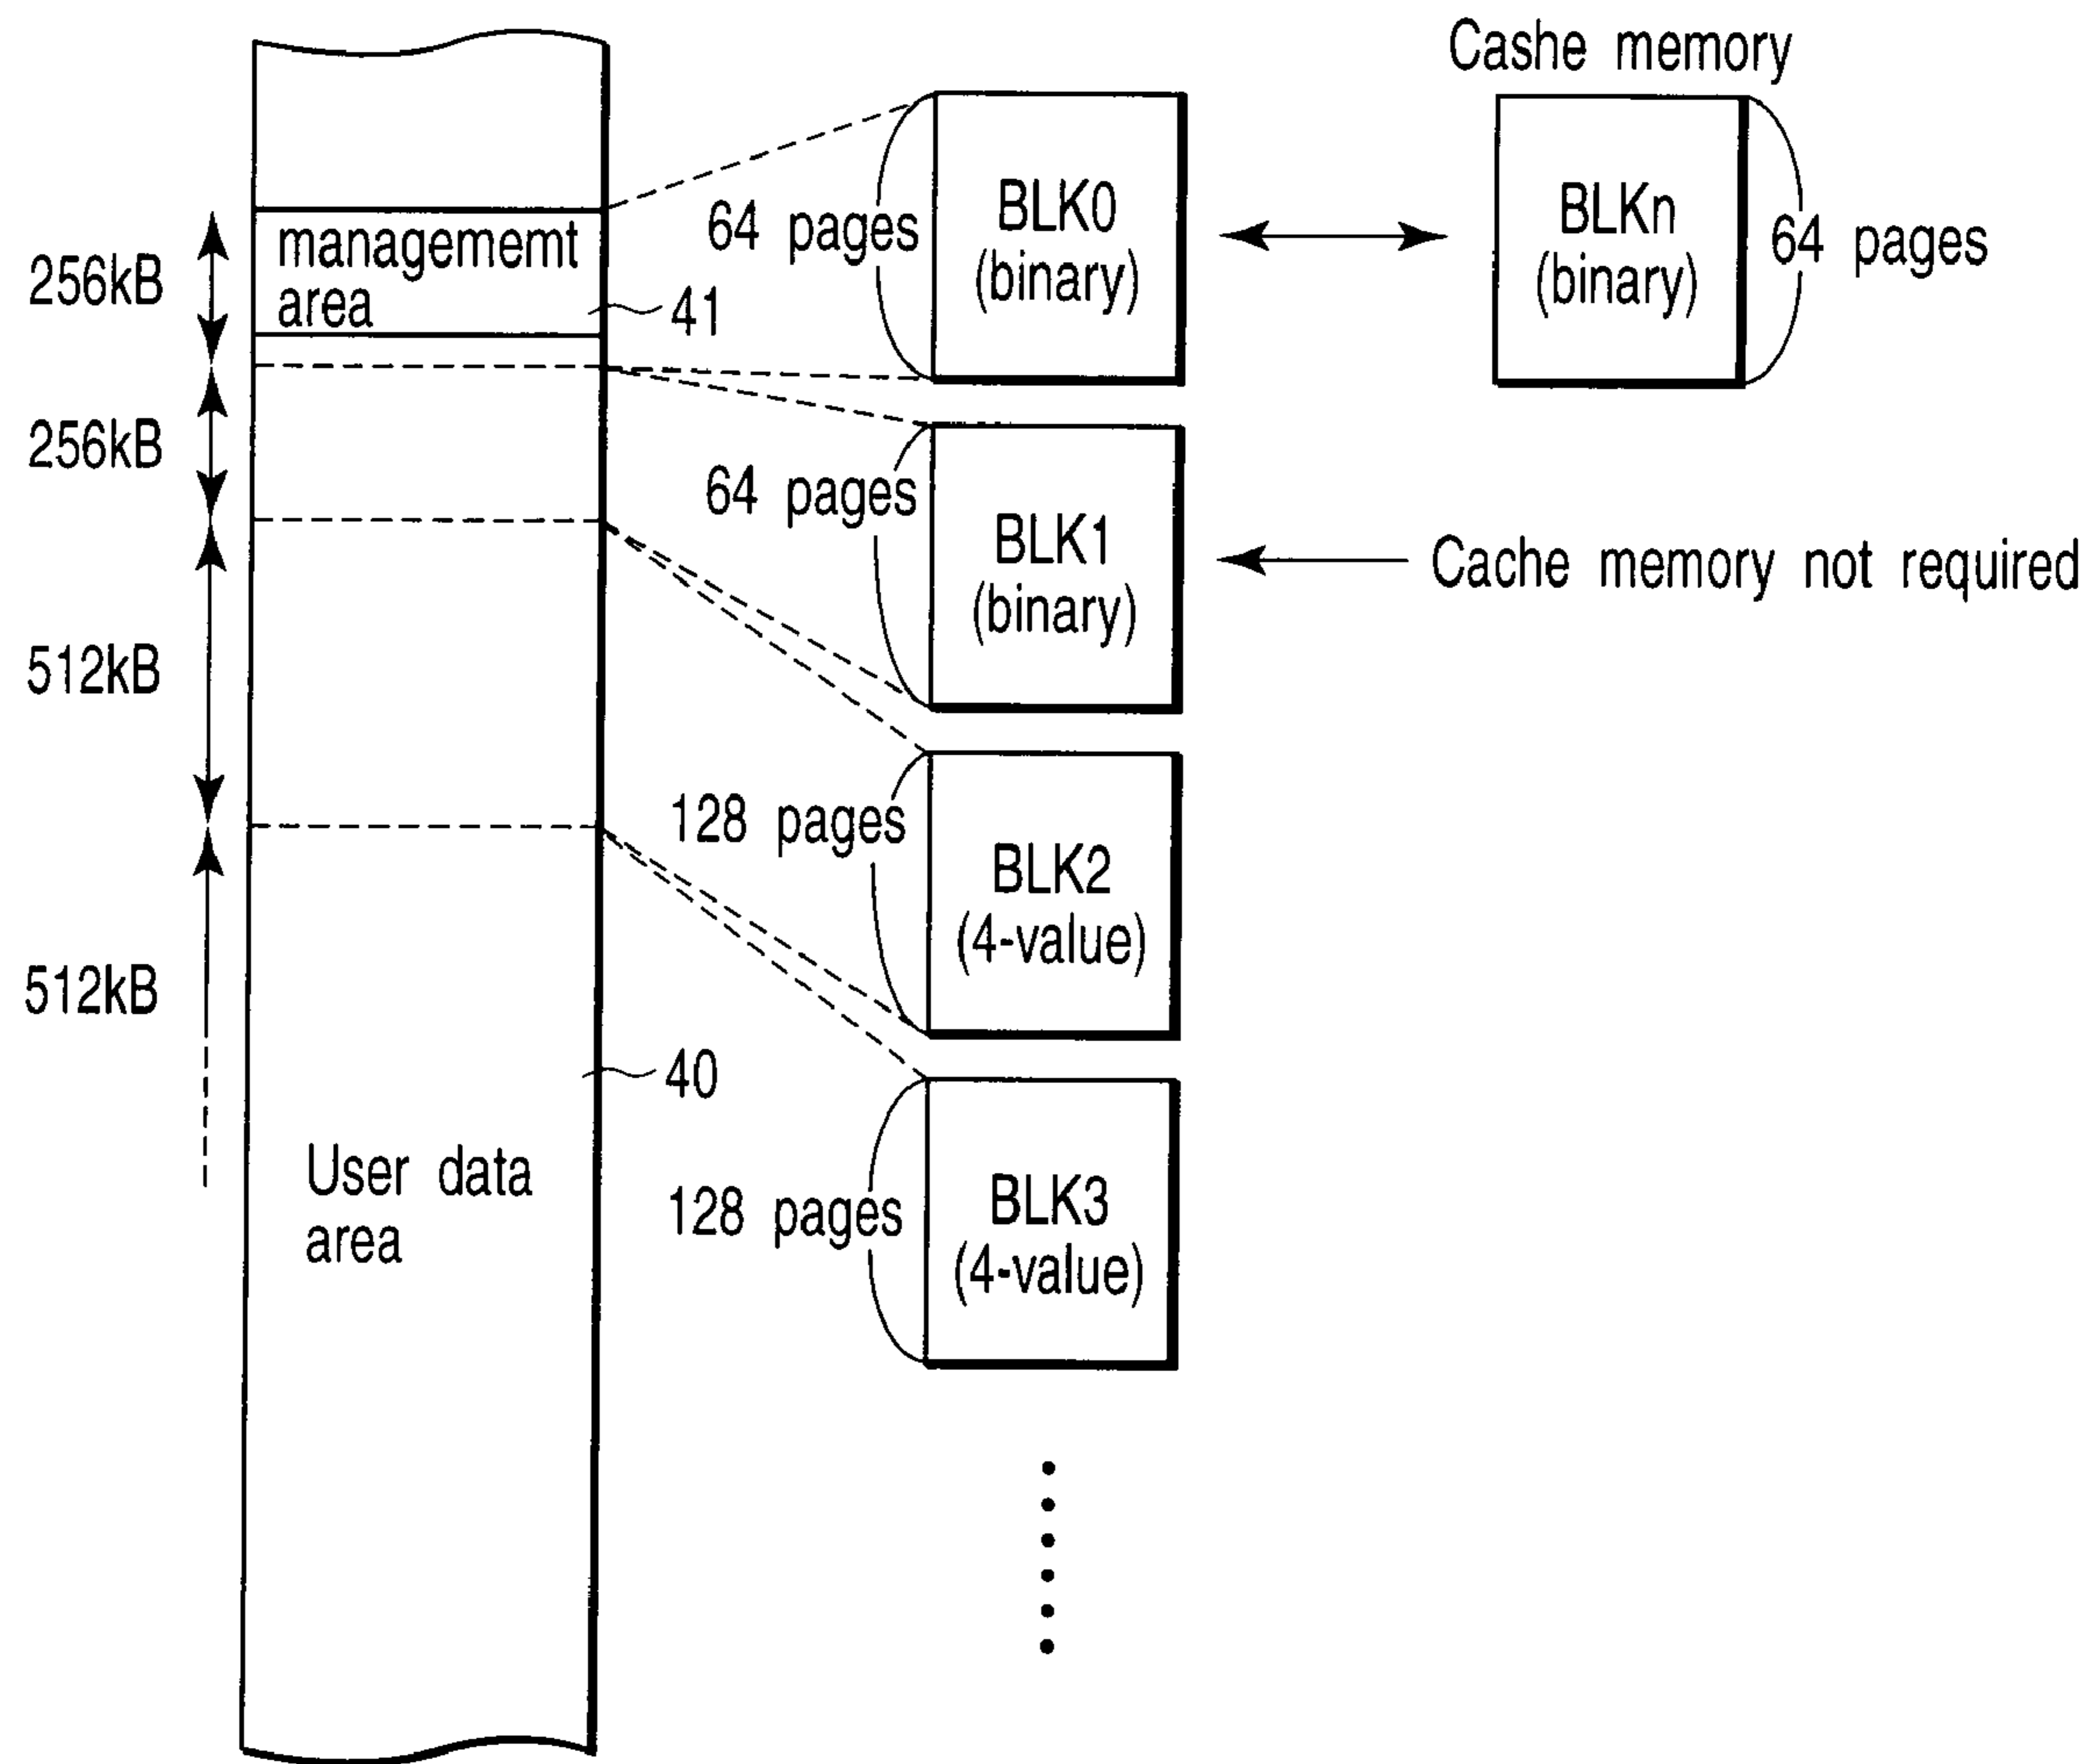 Cashe memory
256kB
managememt
area
41
64 pages
BLK0
(binary)
BLKn
(binary)
64 pages
256kB
64 pages
BLK1
(binary)
Cache memory not required
512kB
128 pages
BLK2
(4-value)
512kB
40
User data
area
128 pages
BLK3
(4-value)